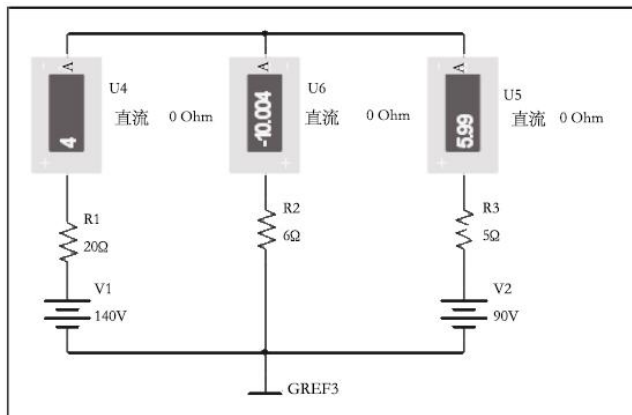 A
-
+
4
U4
直流 0 Ohm
A
-
+
-10.004
U6
直流 0 Ohm
A
-
+
5.99
U5
直流 0 Ohm
R1
20Ω
R2
6Ω
R3
5Ω
V1
140V
V2
90V
GREF3